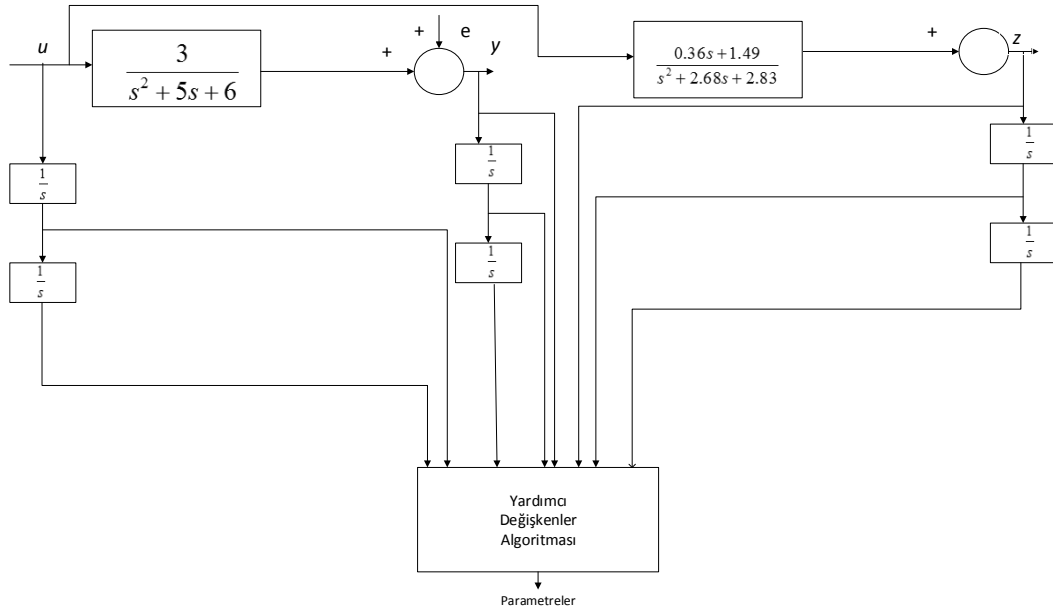 u
3
s² + 5s + 6
+
+
e
y
0.36s + 1.49
s² + 2.68s + 2.83
+
z
1
s
1
s
1
s
1
s
1
s
1
s
Yardımcı
Değişkenler
Algoritması
Parametreler